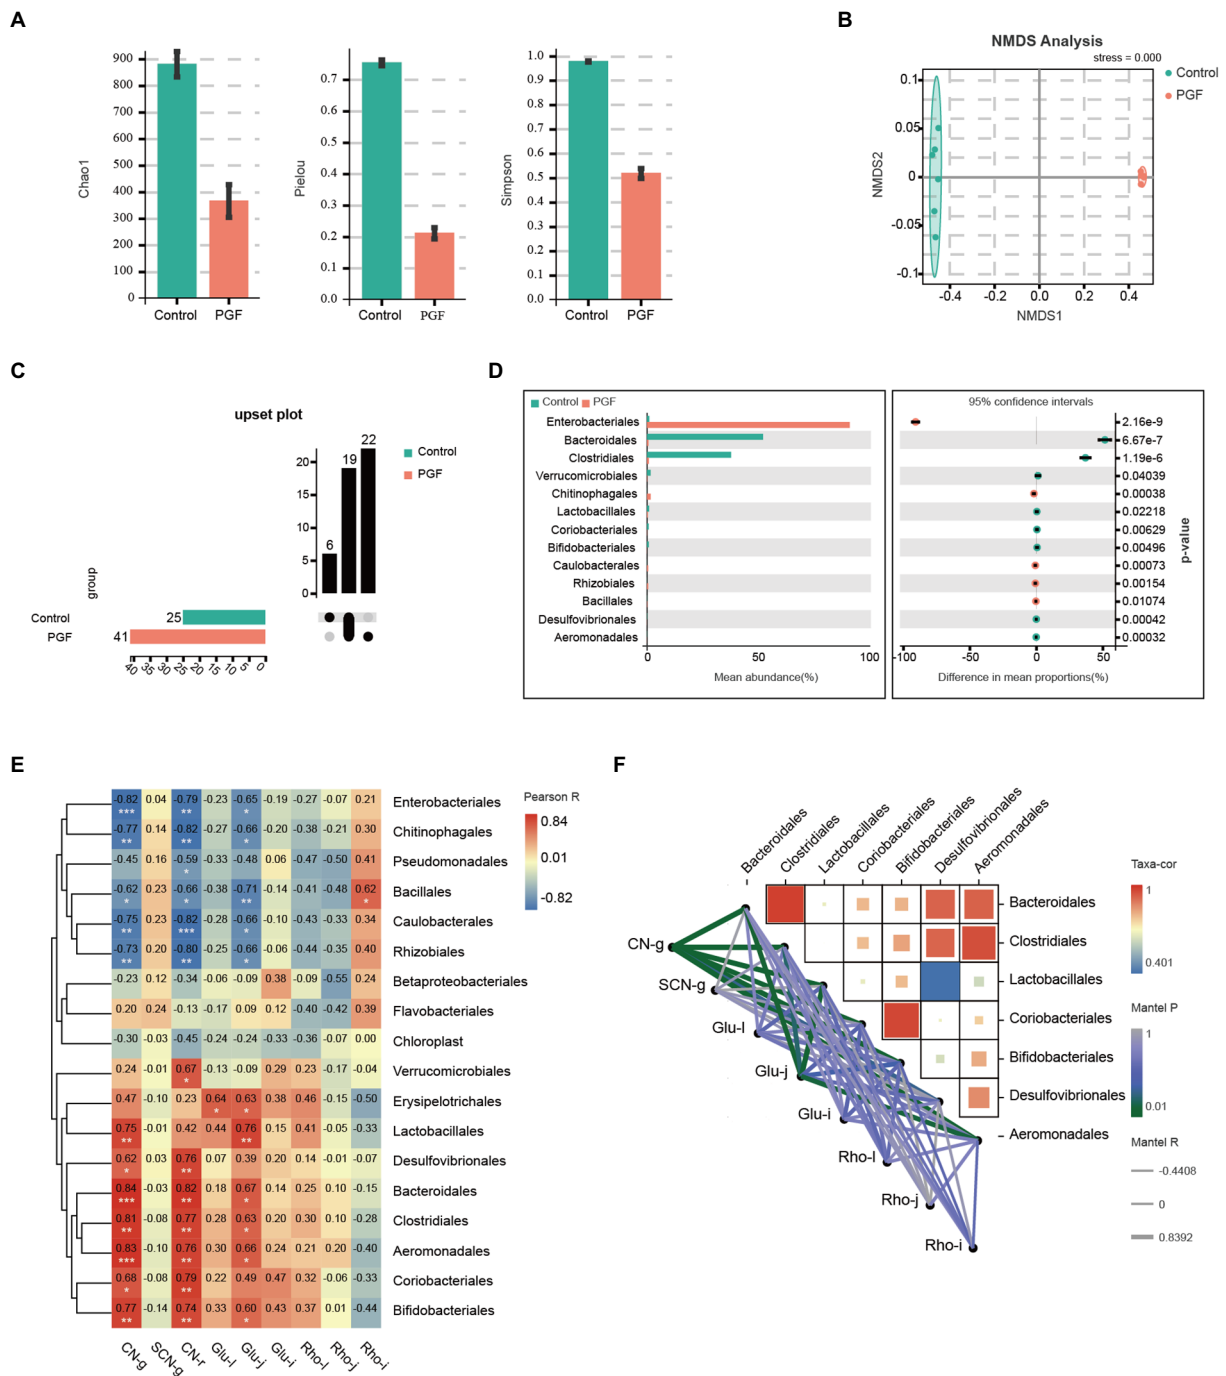 A
Chao1
900
800
700
600
500
400
300
200
100
0
Control PGF
Pielou
0.7
0.6
0.5
0.4
0.3
0.2
0.1
0.0
Control PGF
Simpson
1.0
0.9
0.8
0.7
0.6
0.5
0.4
0.3
0.2
0.1
0.0
Control PGF
B
NMDS Analysis
stress = 0.000
Control
PGF
NMDS2
0.1
0.05
0
-0.05
-0.1
-0.4 -0.2 0.0 0.2 0.4
NMDS1
C
upset plot
Control
PGF
20
15
10
5
0
6 19 22
group
Control 25
PGF 41
40 35 30 25 20 15 10 5 0
D
Control PGF
95% confidence intervals
Enterobacteriales 2.16e-9
Bacteroidales 6.67e-7
Clostridiales 1.19e-6
Verrucomicrobiales 0.04039
Chitinophagales 0.00038
Lactobacillales 0.02218
Coriobacteriales 0.00629
Bifidobacteriales 0.00496
Caulobacterales 0.00073
Rhizobiales 0.00154
Bacillales 0.01074
Desulfovibrionales 0.00042
Aeromonadales 0.00032
p-value
0 50 100
Mean abundance(%)
-100 -50 0 50
Difference in mean proportions(%)
E
-0.82 0.04 -0.79 -0.23 -0.65 -0.19 -0.27 -0.07 0.21 Enterobacteriales
*** ** *
-0.77 0.14 -0.82 -0.27 -0.66 -0.20 -0.38 -0.21 0.30 Chitinophagales
** ** *
-0.45 0.16 -0.59 -0.33 -0.48 0.06 -0.47 -0.50 0.41 Pseudomonadales
*
-0.62 0.23 -0.66 -0.38 -0.71 -0.14 -0.41 -0.48 0.62 Bacillales
* * ** *
-0.75 0.23 -0.82 -0.28 -0.66 -0.10 -0.43 -0.33 0.34 Caulobacterales
** *** *
-0.73 0.20 -0.80 -0.28 -0.66 -0.06 -0.44 -0.35 0.40 Rhizobiales
** ** *
-0.23 0.12 -0.34 -0.06 -0.09 0.38 -0.09 -0.55 0.24 Betaproteobacteriales
0.20 0.24 -0.13 -0.17 0.09 0.12 -0.40 -0.42 0.39 Flavobacteriales
-0.30 -0.03 -0.45 -0.24 -0.24 -0.33 -0.36 -0.07 0.00 Chloroplast
0.24 -0.01 0.67 -0.13 -0.09 0.29 0.23 -0.17 -0.04 Verrucomicrobiales
*
0.47 -0.10 0.23 0.64 0.63 0.38 0.46 -0.15 -0.50 Erysipelotrichales
* *
0.75 -0.01 0.42 0.44 0.76 0.15 0.41 -0.05 -0.33 Lactobacillales
** **
0.62 0.03 0.76 0.07 0.39 0.20 0.14 -0.01 -0.07 Desulfovibrionales
* **
0.84 -0.03 0.82 0.18 0.67 0.14 0.25 0.10 -0.15 Bacteroidales
*** ** *
0.81 -0.08 0.77 0.28 0.63 0.20 0.30 0.10 -0.28 Clostridiales
** ** *
0.83 -0.10 0.76 0.30 0.66 0.24 0.21 0.20 -0.40 Aeromonadales
*** ** *
0.68 -0.08 0.79 0.22 0.49 0.47 0.32 -0.06 -0.33 Coriobacteriales
* **
0.77 -0.14 0.74 0.33 0.60 0.43 0.37 0.01 -0.44 Bifidobacteriales
** ** *
CN-g SCN-g CN-r Glu-l Glu-j Glu-i Rho-l Rho-j Rho-i
Pearson R
0.84
0.01
-0.82
F
Bacteroidales
Clostridiales
Lactobacillales
Coriobacteriales
Bifidobacteriales
Desulfovibrionales
Aeromonadales
Bacteroidales
Clostridiales
Lactobacillales
Coriobacteriales
Bifidobacteriales
Desulfovibrionales
Aeromonadales
CN-g
SCN-g
Glu-l
Glu-j
Glu-i
Rho-l
Rho-j
Rho-i
Taxa-cor
1
0.401
Mantel P
1
0.01
Mantel R
-0.4408
0
0.8392